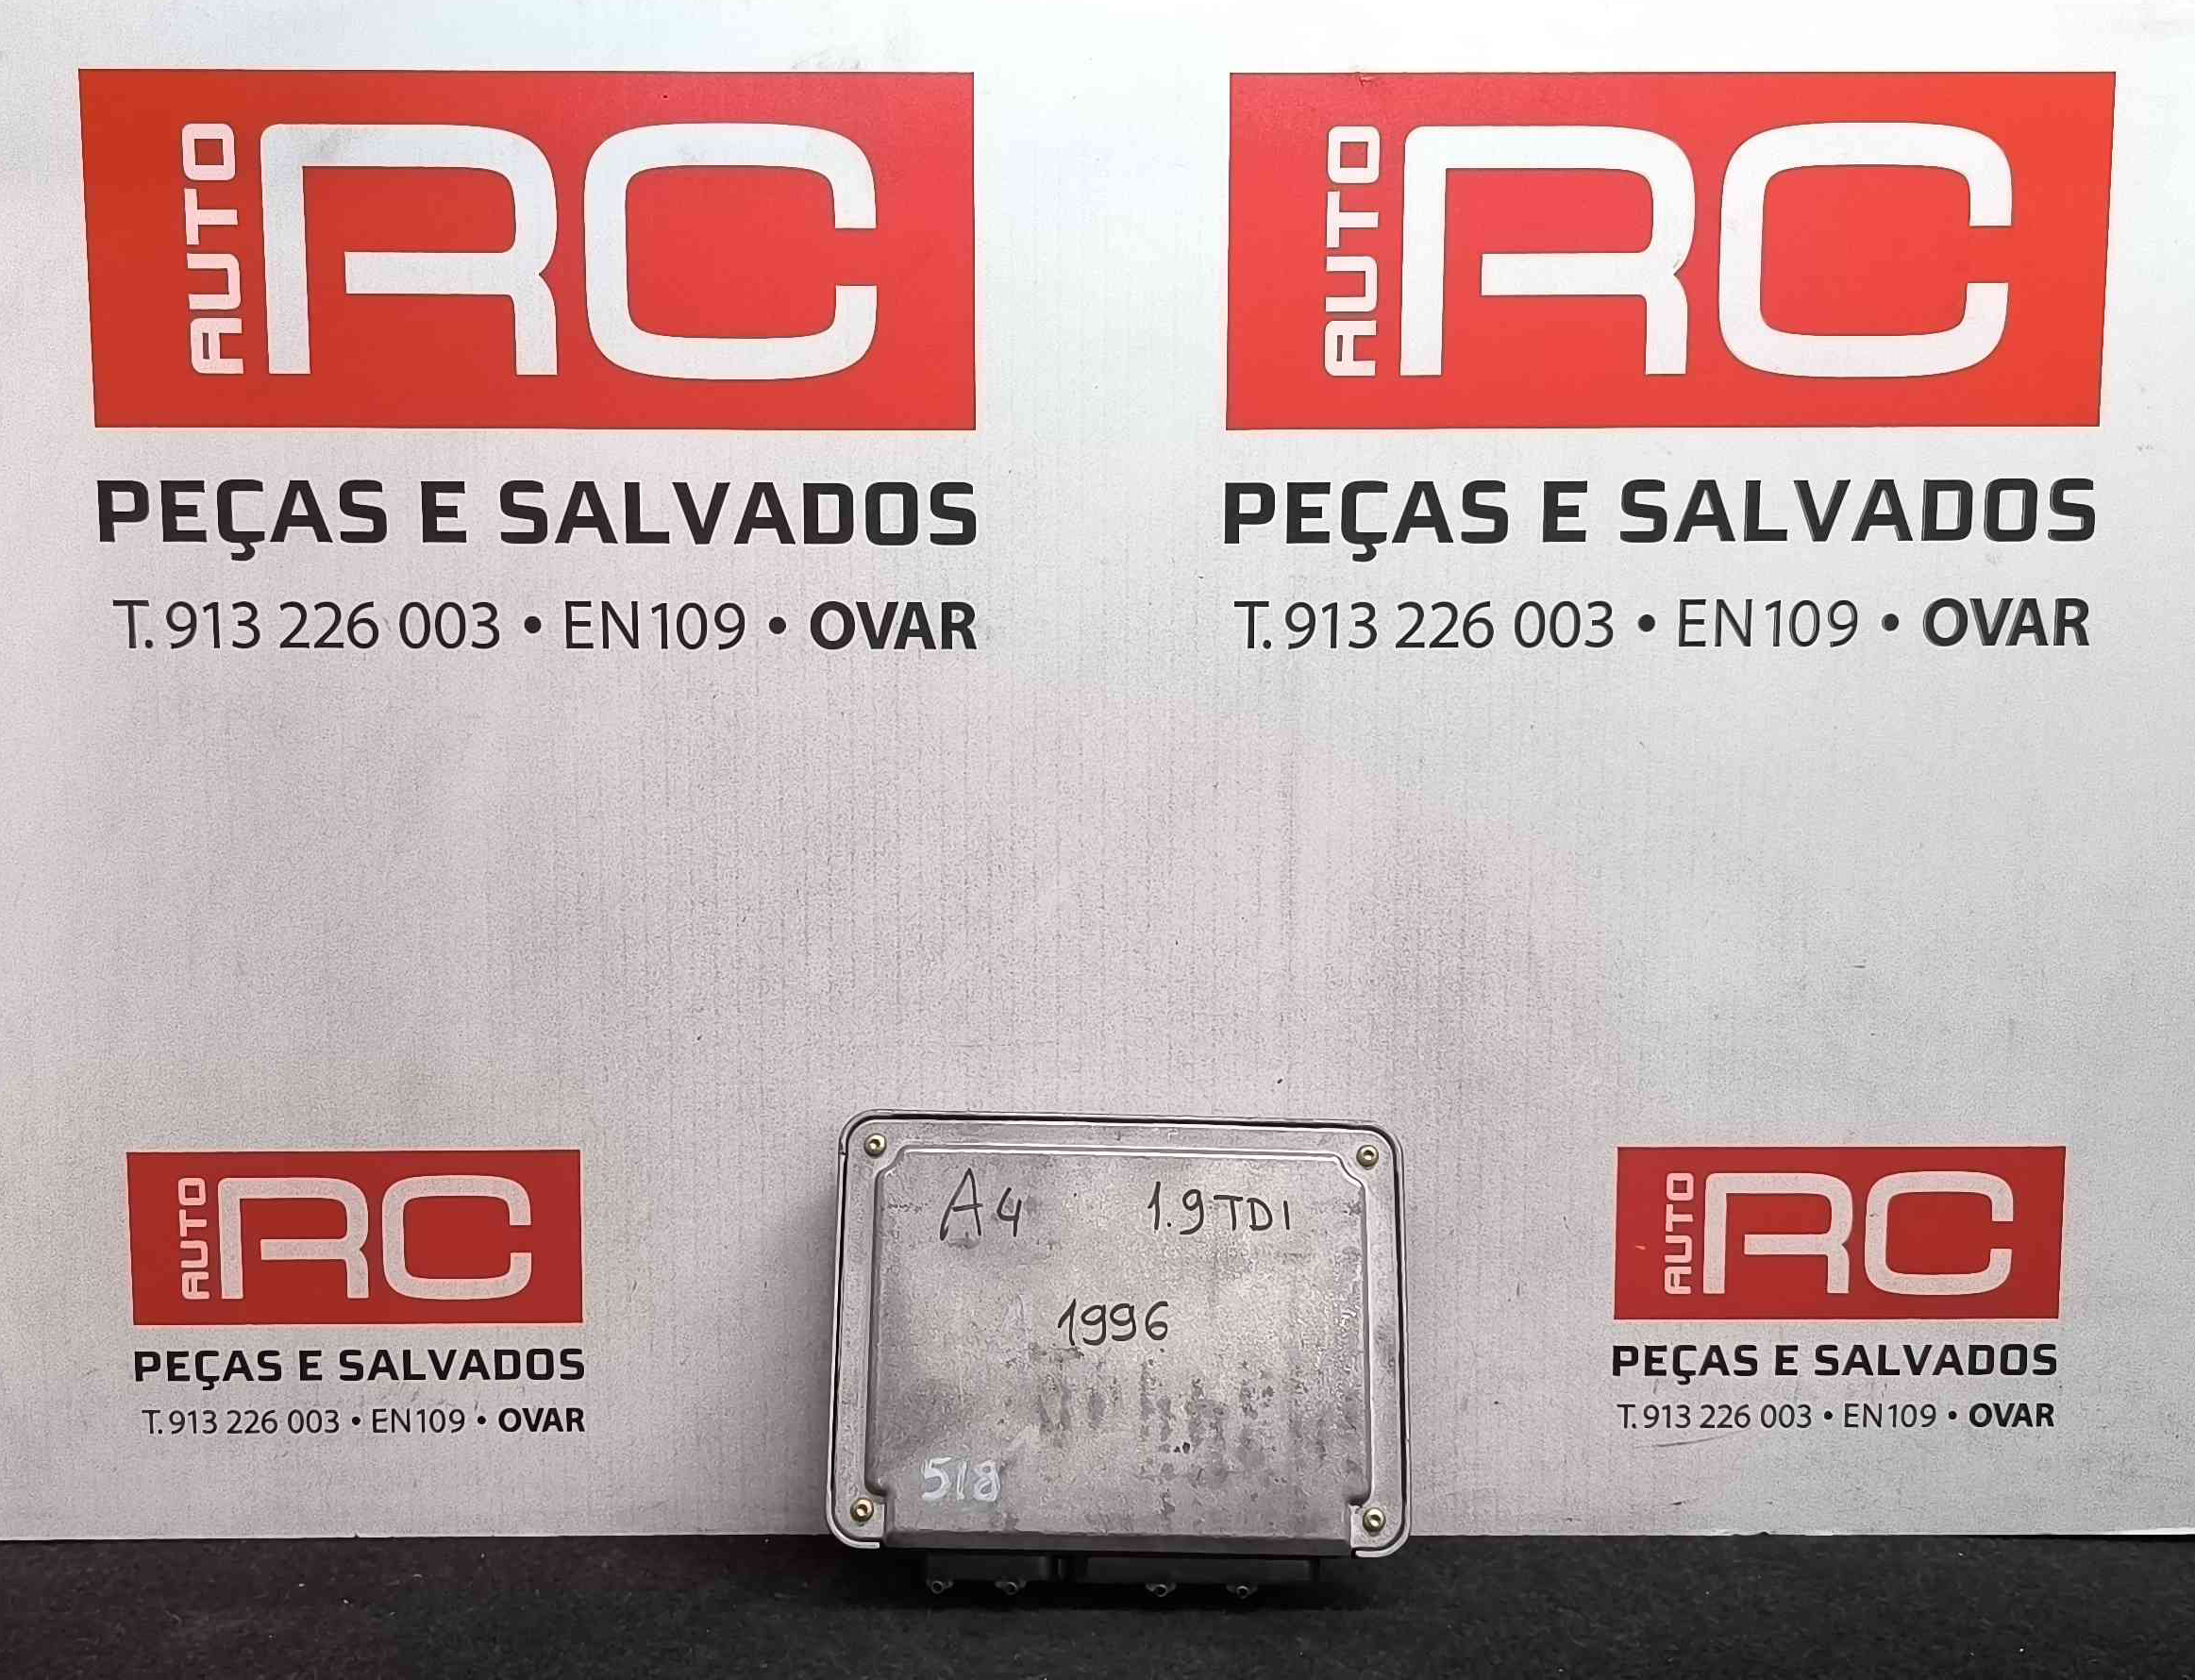 AUTO RC
PEÇAS E SALVADOS
T. 913 226 003 • EN109 • OVAR
AUTO RC
PEÇAS E SALVADOS
T. 913 226 003 • EN109 • OVAR
AUTO RC
PEÇAS E SALVADOS
T. 913 226 003 • EN109 • OVAR
A4 1.9 TDI
1996
518
AUTO RC
PEÇAS E SALVADOS
T. 913 226 003 • EN109 • OVAR